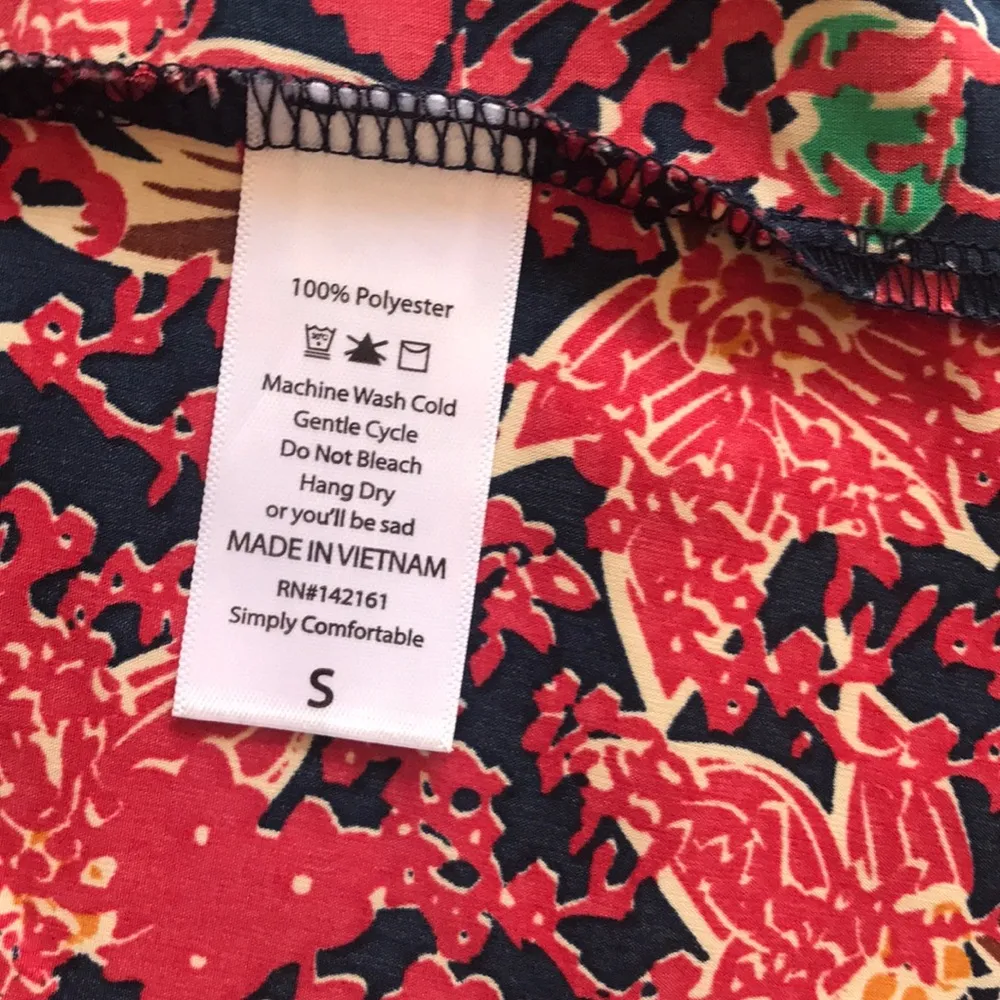 100% Polyester
30°C
Machine Wash Cold
Gentle Cycle
Do Not Bleach
Hang Dry
or you'll be sad
MADE IN VIETNAM
RN#142161
Simply Comfortable
S